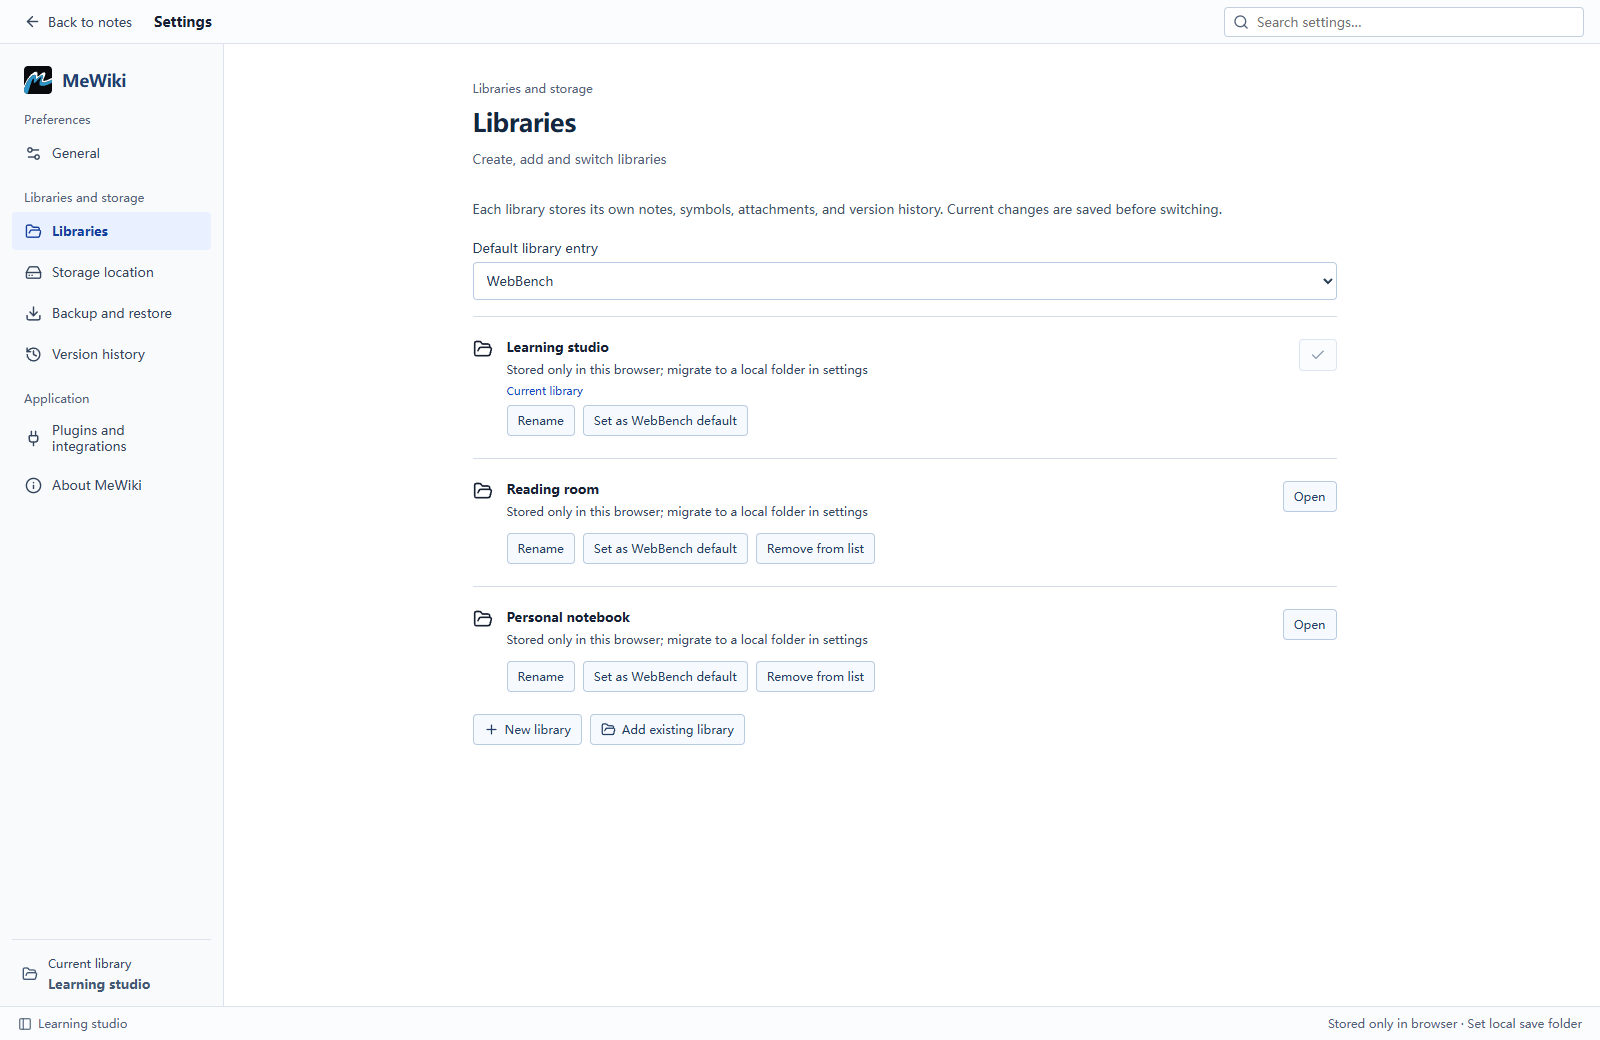 Back to notes
Settings
Search settings...
MeWiki
Preferences
General
Libraries and storage
Libraries
Storage location
Backup and restore
Version history
Application
Plugins and
integrations
About MeWiki
Current library
Learning studio
Libraries and storage
Libraries
Create, add and switch libraries
Each library stores its own notes, symbols, attachments, and version history. Current changes are saved before switching.
Default library entry
WebBench
Learning studio
Stored only in this browser; migrate to a local folder in settings
Current library
Rename
Set as WebBench default
Reading room
Stored only in this browser; migrate to a local folder in settings
Open
Rename
Set as WebBench default
Remove from list
Personal notebook
Stored only in this browser; migrate to a local folder in settings
Open
Rename
Set as WebBench default
Remove from list
New library
Add existing library
Learning studio
Stored only in browser · Set local save folder